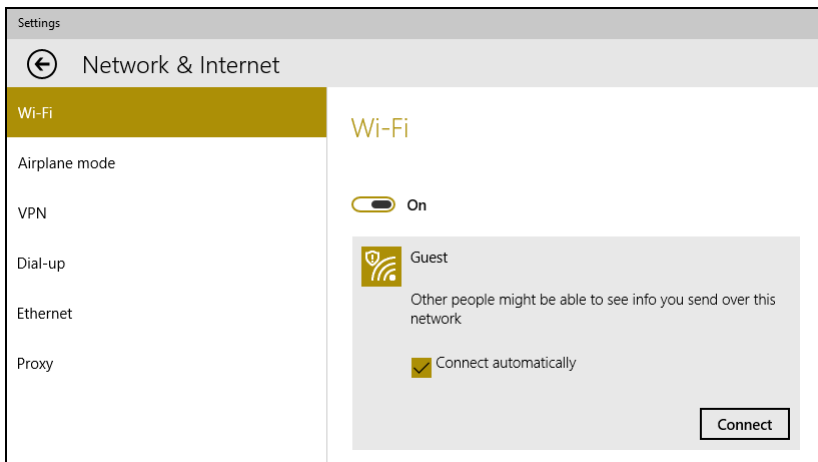 Settings
Network & Internet
Wi-Fi
Airplane mode
VPN
Dial-up
Ethernet
Proxy
Wi-Fi
On
Guest
Other people might be able to see info you send over this
network
Connect automatically
Connect